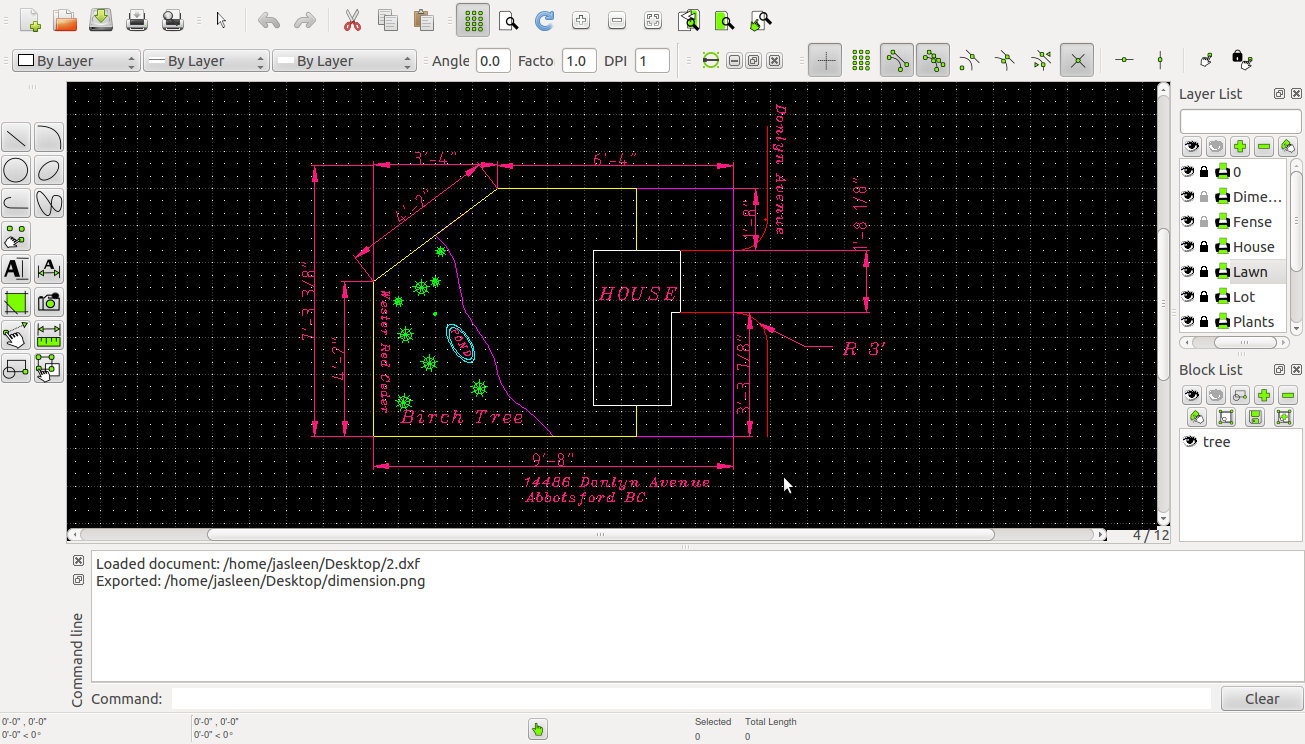 By Layer
By Layer
By Layer
Angle
0.0
Facto
1.0
DPI
1
Layer List
0
Dime...
Fense
House
Lawn
Lot
Plants
Block List
tree
3'-4"
6'-4"
Donlyn Avenue
4'-2"
1'-8"
1'-8 1/8"
7'-3 3/8"
4'-2"
Wester Red Ceder
POND
HOUSE
R 3'
3'-3 7/8"
Birch Tree
9'-8"
14486 Donlyn Avenue
Abbotsford BC
4 / 12
Loaded document: /home/jasleen/Desktop/2.dxf
Exported: /home/jasleen/Desktop/dimension.png
Command line
Command:
Clear
0'-0" , 0'-0"
0'-0" < 0°
0'-0" , 0'-0"
0'-0" < 0°
Selected
0
Total Length
0